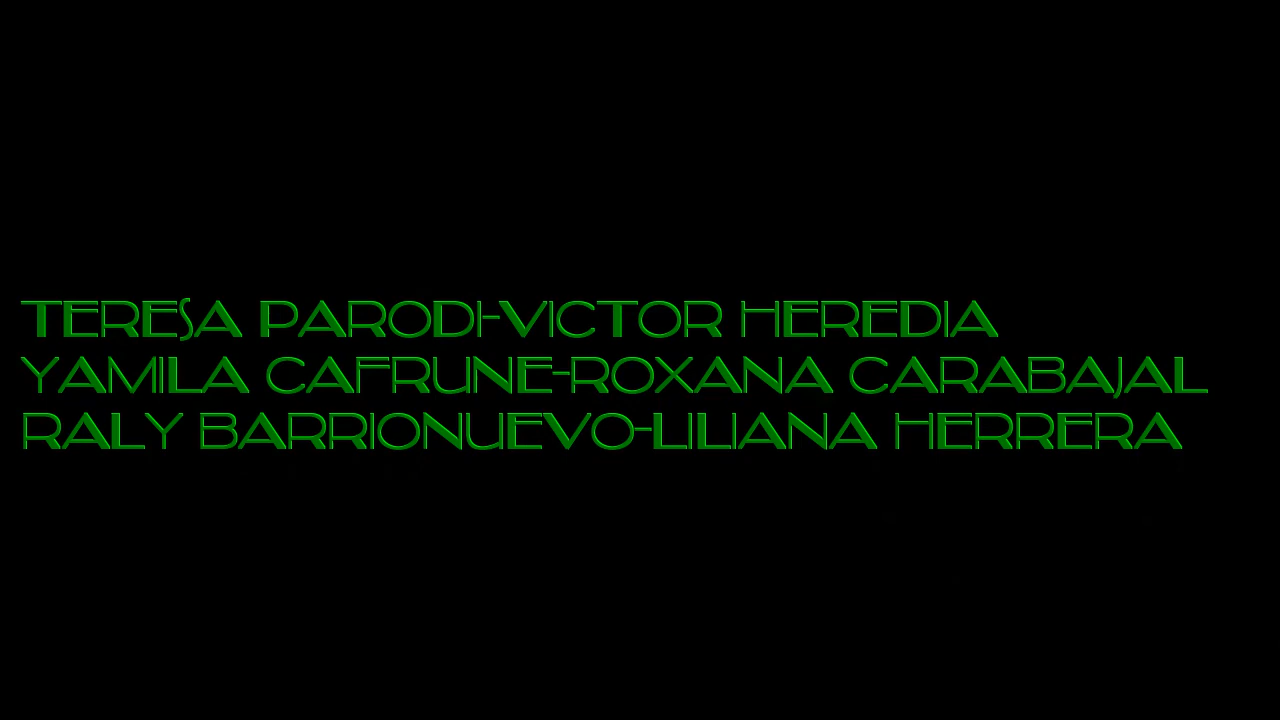 TERESA PARODI-VICTOR HEREDIA
YAMILA CAFRUNE-ROXANA CARABAJAL
RALY BARRIONUEVO-LILIANA HERRERA